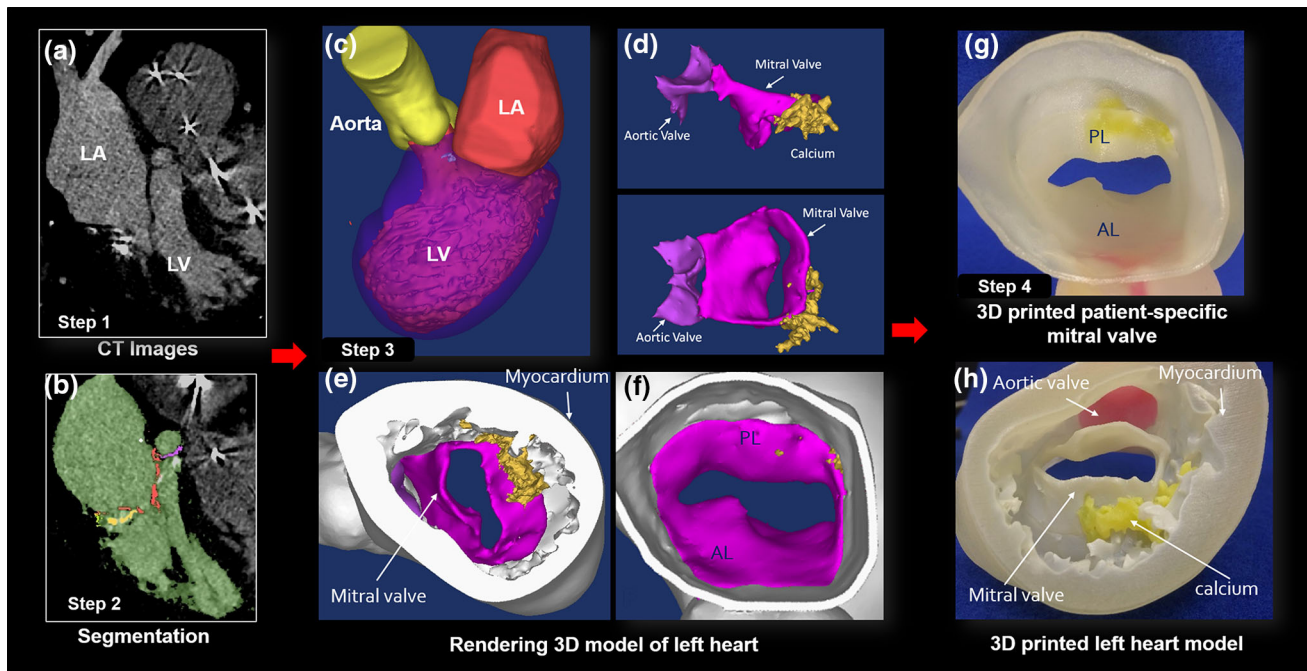 (a)
LA
LV
Step 1
CT Images
(b)
Step 2
Segmentation
(c)
Aorta
LA
LV
Step 3
(d)
Mitral Valve
Aortic Valve
Calcium
Mitral Valve
Aortic Valve
(e)
Myocardium
Mitral valve
(f)
PL
AL
Rendering 3D model of left heart
(g)
PL
AL
Step 4
3D printed patient-specific
mitral valve
(h)
Aortic valve
Myocardium
Mitral valve
calcium
3D printed left heart model